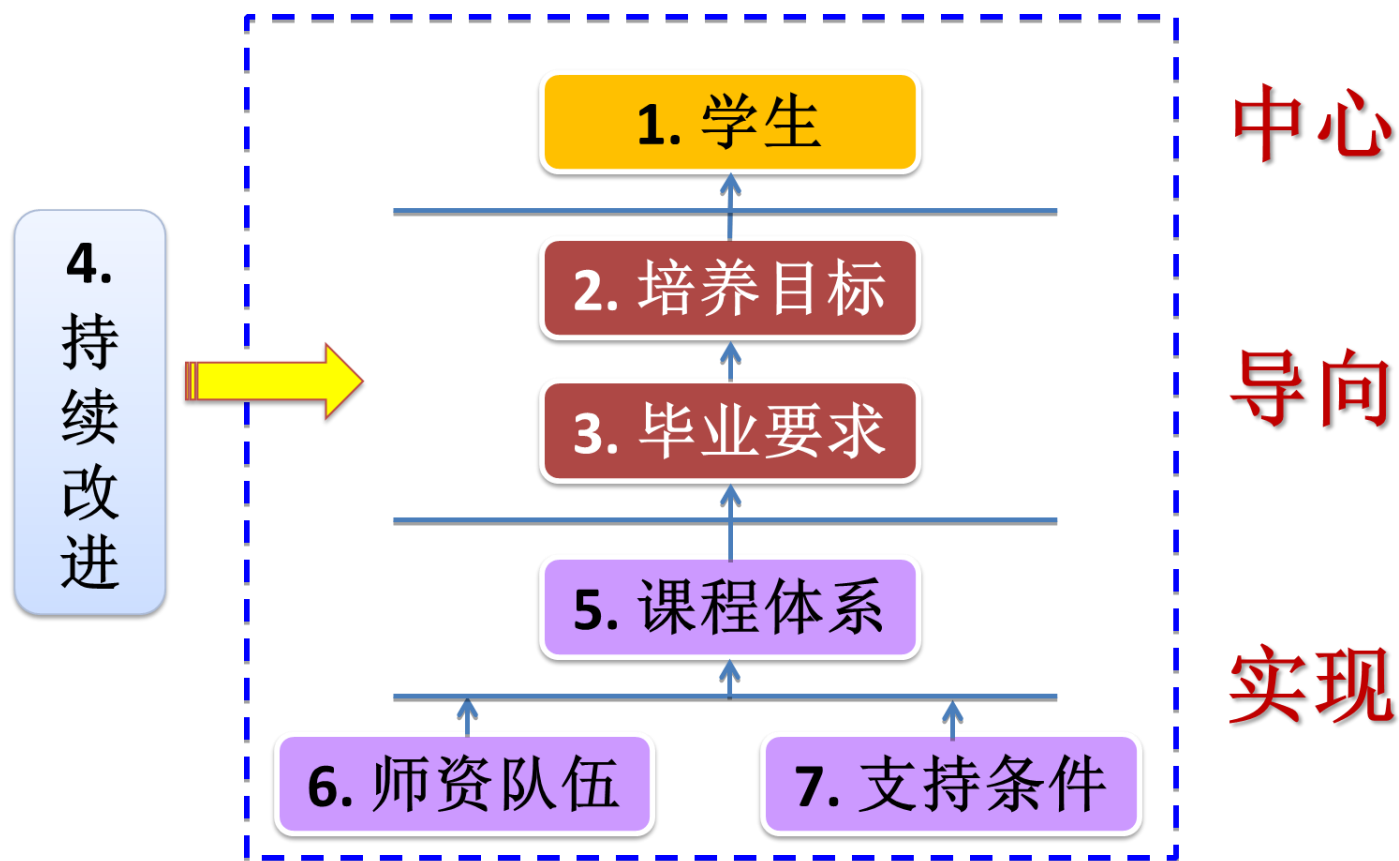 1. 学生
中心
4.
持
续
改
进
2. 培养目标
3. 毕业要求
导向
5. 课程体系
实现
6. 师资队伍
7. 支持条件